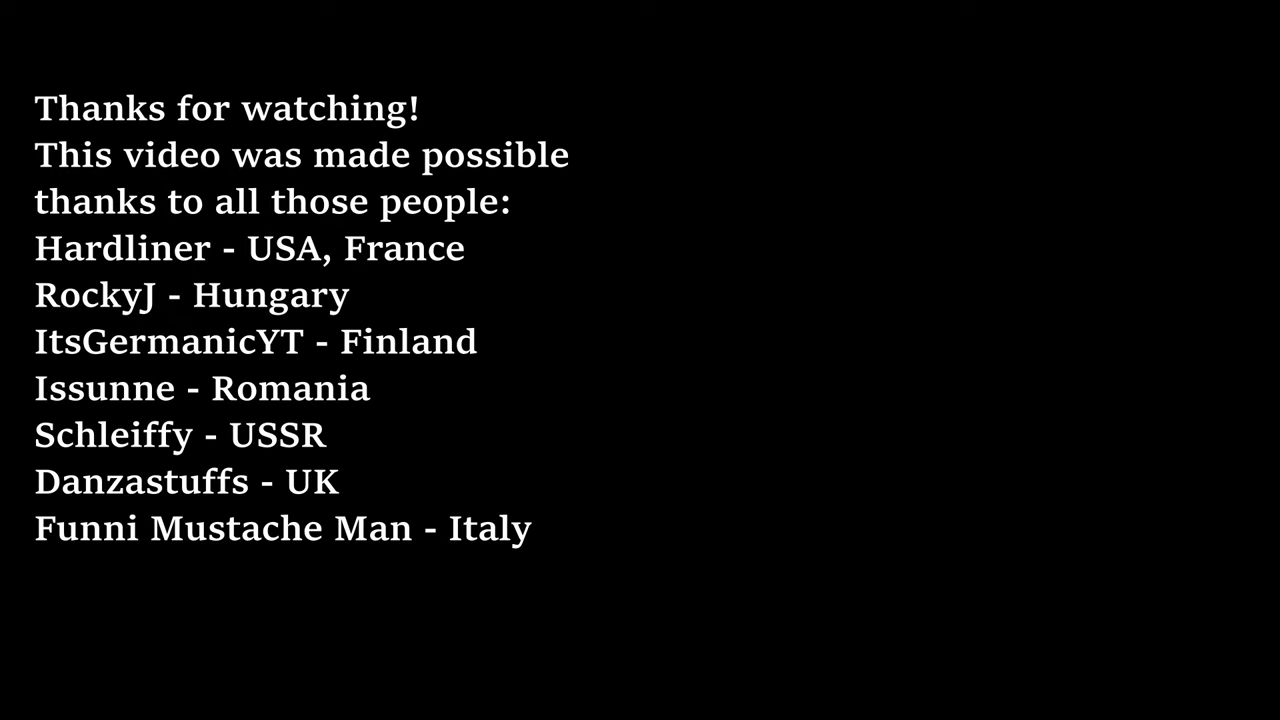 Thanks for watching!
This video was made possible
thanks to all those people:
Hardliner - USA, France
RockyJ - Hungary
ItsGermanicYT - Finland
Issunne - Romania
Schleiffy - USSR
Danzastuffs - UK
Funni Mustache Man - Italy